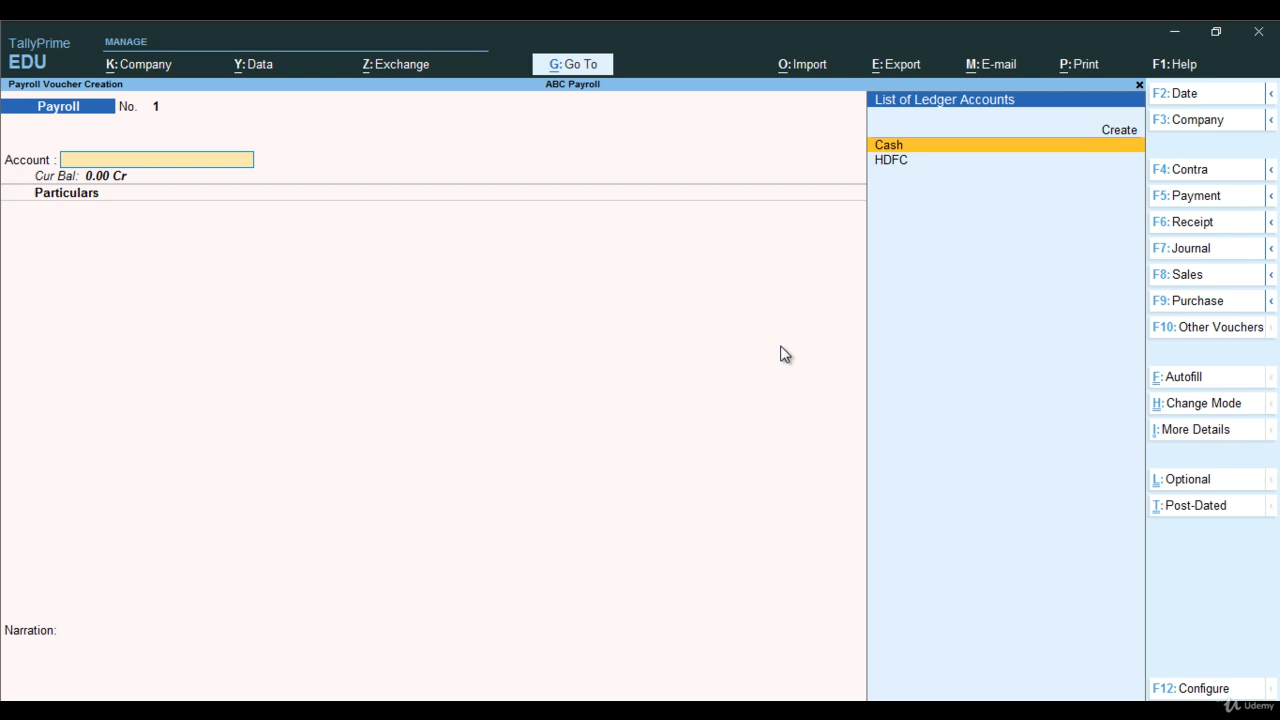 TallyPrime
EDU
MANAGE
K: Company
Y: Data
Z: Exchange
G: Go To
O: Import
E: Export
M: E-mail
P: Print
F1: Help
Payroll Voucher Creation
ABC Payroll
Payroll
No. 1
Account :
Cur Bal: 0.00 Cr
Particulars
Narration:
List of Ledger Accounts
Create
Cash
HDFC
F2: Date
F3: Company
F4: Contra
F5: Payment
F6: Receipt
F7: Journal
F8: Sales
F9: Purchase
F10: Other Vouchers
F: Autofill
H: Change Mode
I: More Details
L: Optional
T: Post-Dated
F12: Configure
Udemy